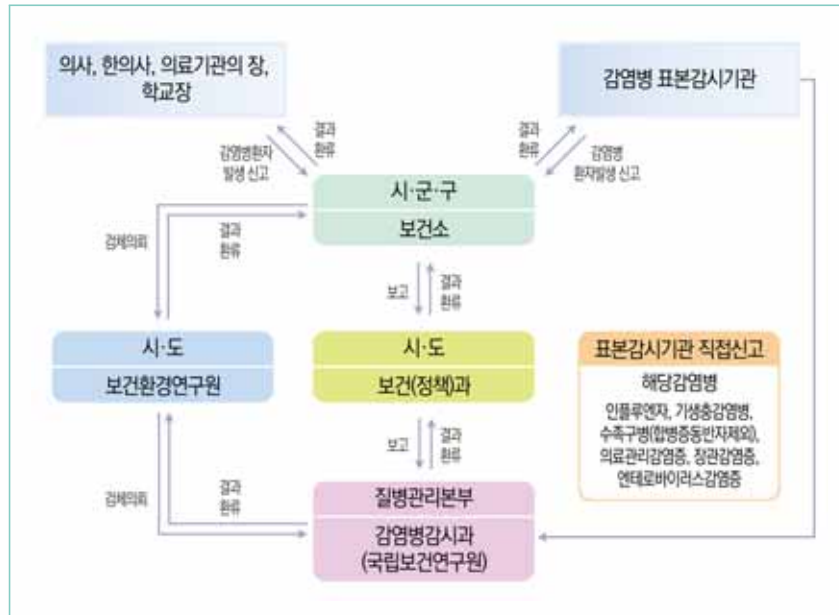 의사, 한의사, 의료기관의 장,
학교장
감염병 표본감시기관
감염병환자
발생 신고
결과
환류
결과
환류
감염병
환자발생 신고
시·군·구
보건소
검체의뢰
결과
환류
보고
결과
환류
시·도
보건환경연구원
시·도
보건(정책)과
표본감시기관 직접신고
해당감염병
인플루엔자, 기생충감염병,
수족구병(합병증동반자제외),
의료관리감염증, 장관감염증,
엔테로바이러스감염증
검체의뢰
결과
환류
보고
결과
환류
질병관리본부
감염병감시과
(국립보건연구원)